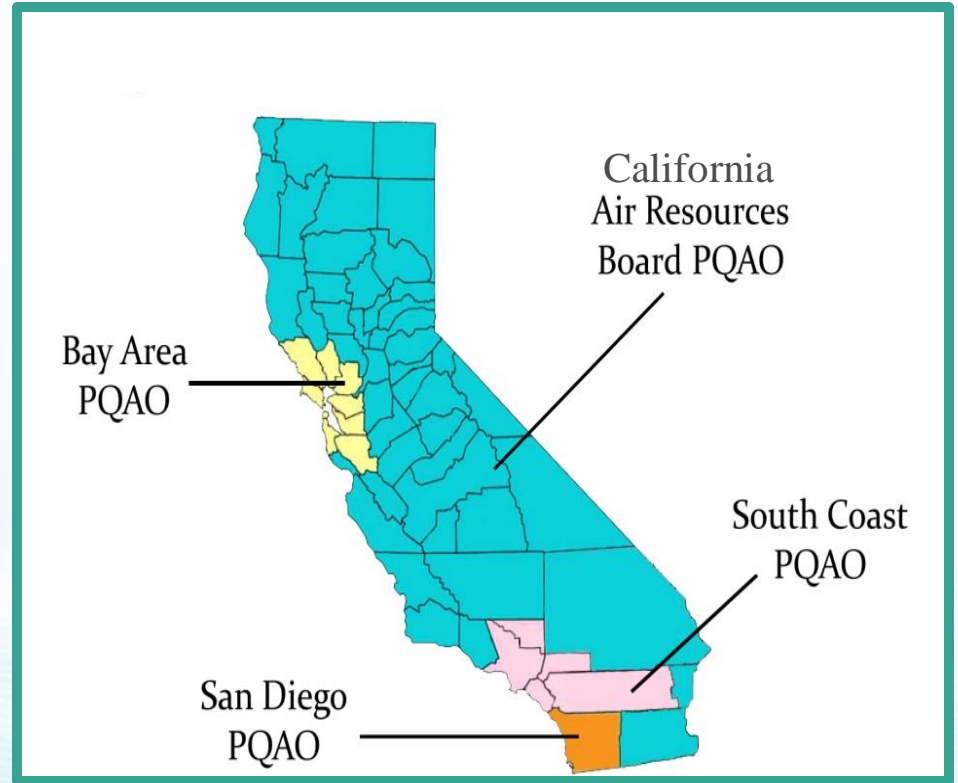 California
Air Resources
Board PQAO
Bay Area
PQAO
South Coast
PQAO
San Diego
PQAO